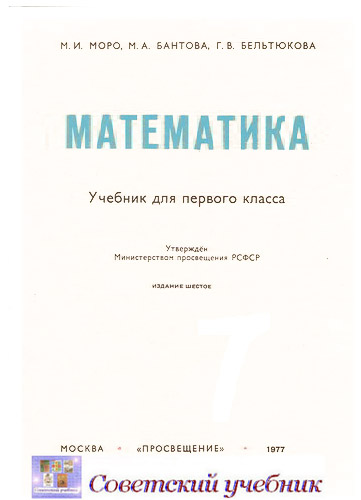 М. И. МОРО, М. А. БАНТОВА, Г. В. БЕЛЬТЮКОВА
МАТЕМАТИКА
Учебник для первого класса
Утверждён
Министерством просвещения РСФСР
ИЗДАНИЕ ШЕСТОЕ
1
МОСКВА • «ПРОСВЕЩЕНИЕ» • 1977
Советский учебник